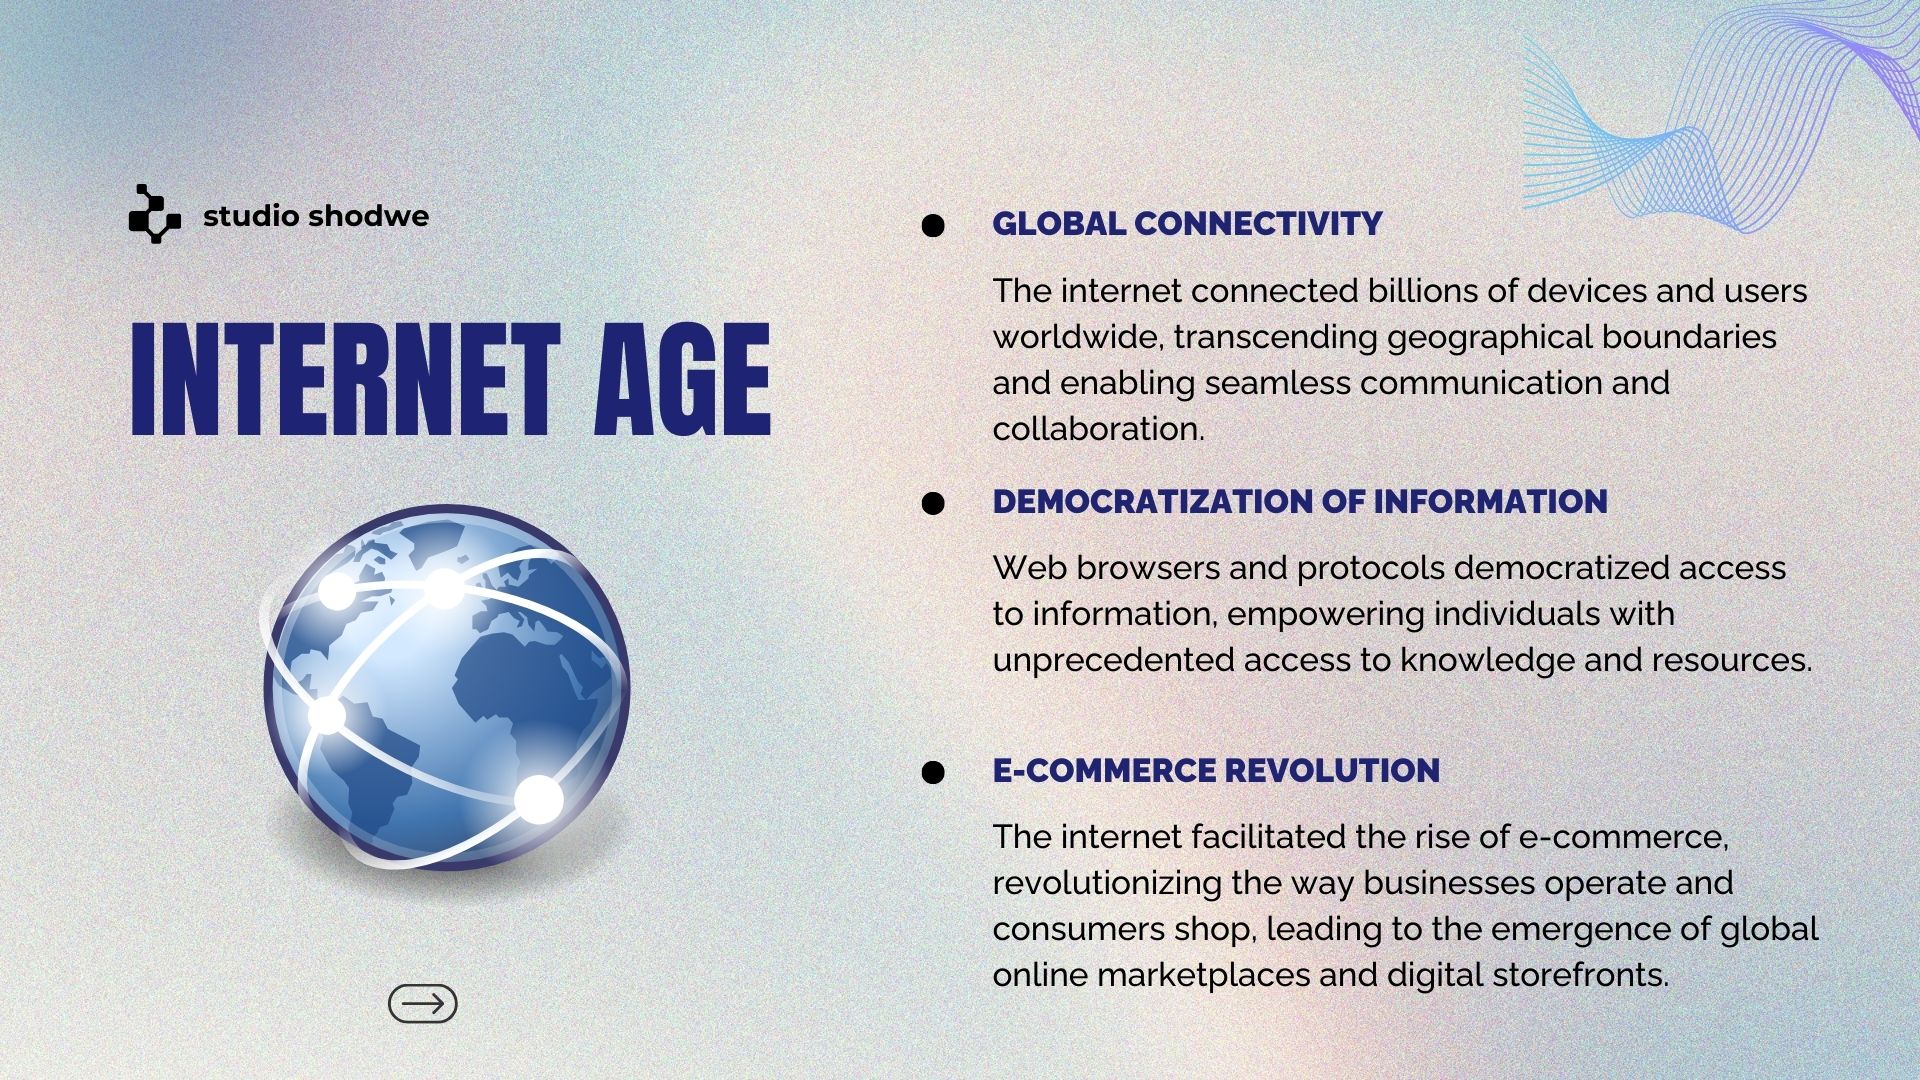 studio shodwe
INTERNET AGE
GLOBAL CONNECTIVITY
The internet connected billions of devices and users
worldwide, transcending geographical boundaries
and enabling seamless communication and
collaboration.
DEMOCRATIZATION OF INFORMATION
Web browsers and protocols democratized access
to information, empowering individuals with
unprecedented access to knowledge and resources.
E-COMMERCE REVOLUTION
The internet facilitated the rise of e-commerce,
revolutionizing the way businesses operate and
consumers shop, leading to the emergence of global
online marketplaces and digital storefronts.